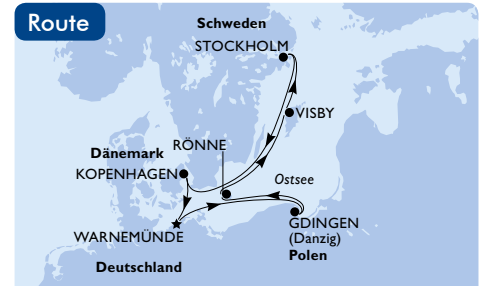 Route
Schweden
STOCKHOLM
VISBY
RÖNNE
Dänemark
KOPENHAGEN
Ostsee
GDINGEN
(Danzig)
Polen
WARNEMÜNDE
Deutschland